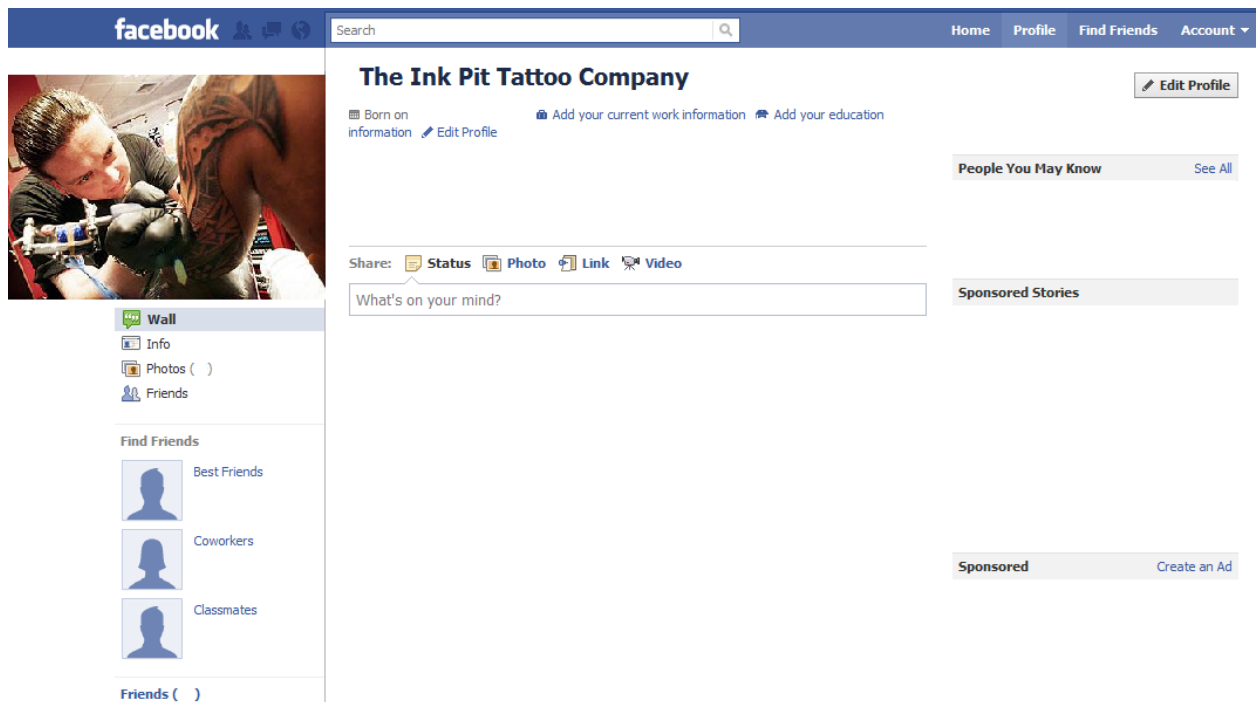 facebook
Search
Home Profile Find Friends Account
The Ink Pit Tattoo Company
Edit Profile
Born on Add your current work information Add your education
information Edit Profile
People You May Know See All
Share: Status Photo Link Video
What's on your mind?
Sponsored Stories
Wall
Info
Photos ( )
Friends
Find Friends
Best Friends
Coworkers
Classmates
Sponsored Create an Ad
Friends ( )